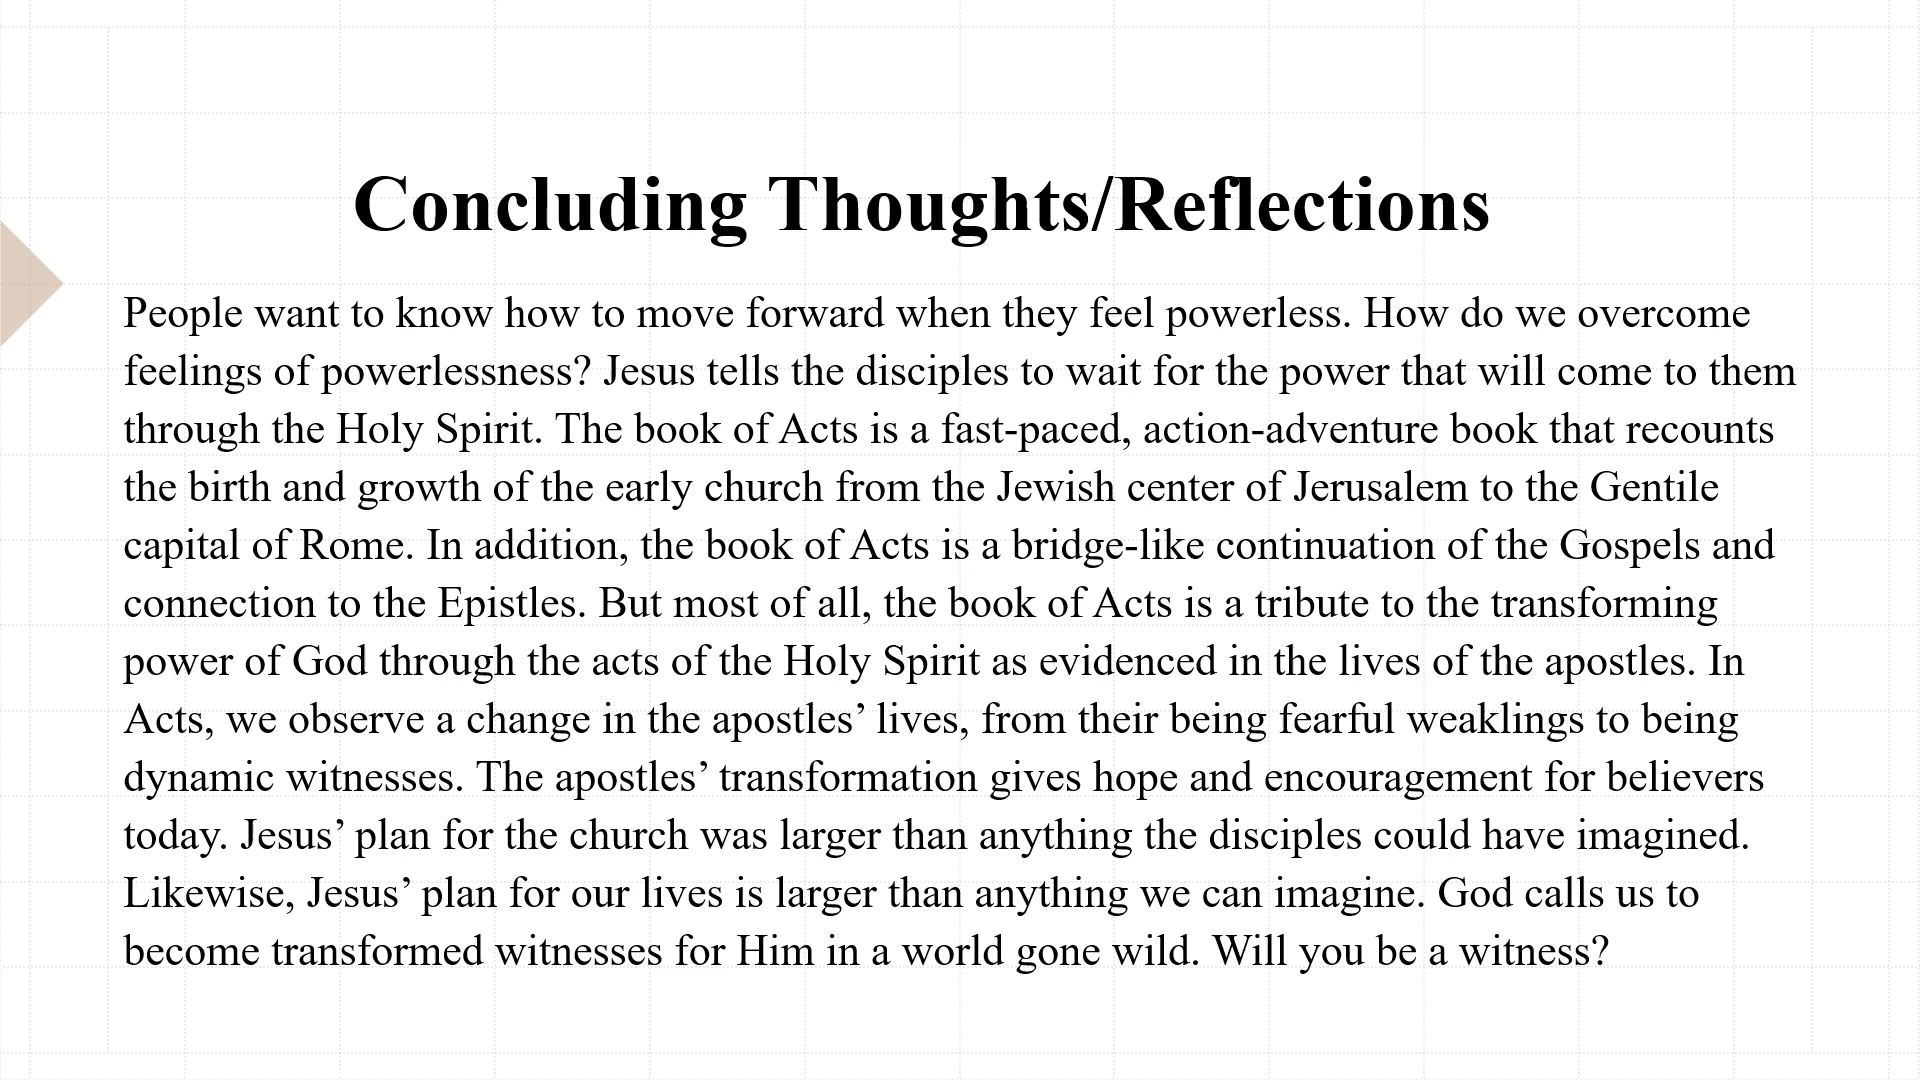 Concluding Thoughts/Reflections
People want to know how to move forward when they feel powerless. How do we overcome
feelings of powerlessness? Jesus tells the disciples to wait for the power that will come to them
through the Holy Spirit. The book of Acts is a fast-paced, action-adventure book that recounts
the birth and growth of the early church from the Jewish center of Jerusalem to the Gentile
capital of Rome. In addition, the book of Acts is a bridge-like continuation of the Gospels and
connection to the Epistles. But most of all, the book of Acts is a tribute to the transforming
power of God through the acts of the Holy Spirit as evidenced in the lives of the apostles. In
Acts, we observe a change in the apostles’ lives, from their being fearful weaklings to being
dynamic witnesses. The apostles’ transformation gives hope and encouragement for believers
today. Jesus’ plan for the church was larger than anything the disciples could have imagined.
Likewise, Jesus’ plan for our lives is larger than anything we can imagine. God calls us to
become transformed witnesses for Him in a world gone wild. Will you be a witness?